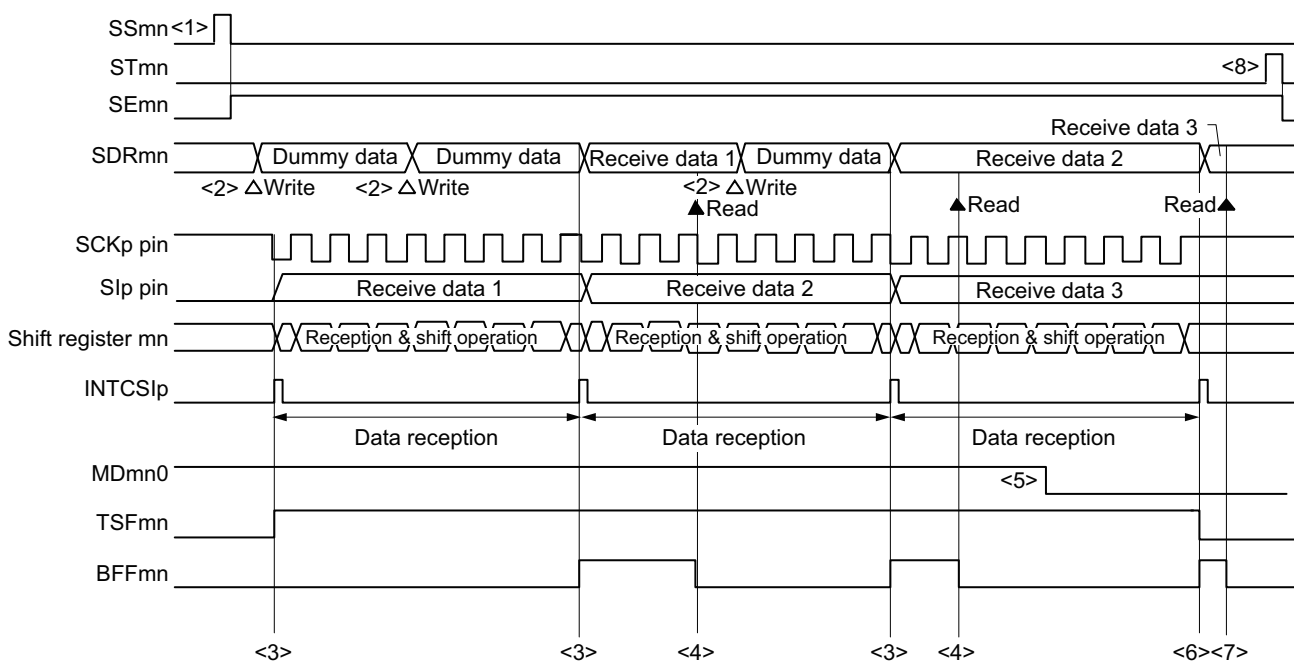 SSmn <1>
STmn <8>
SEmn
Receive data 3
SDRmn Dummy data Dummy data Receive data 1 Dummy data Receive data 2
<2> △Write <2> △Write <2> △Write
▲Read ▲Read Read▲
SCKp pin
SIp pin Receive data 1 Receive data 2 Receive data 3
Shift register mn Reception & shift operation Reception & shift operation Reception & shift operation
INTCSIp
Data reception Data reception Data reception
MDmn0 <5>
TSFmn
BFFmn
<3> <3> <4> <3> <4> <6> <7>